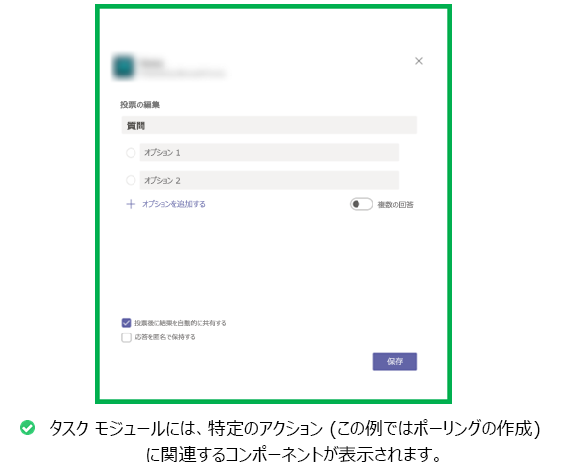 投票の編集
質問
オプション 1
オプション 2
オプションを追加する
複数の回答
投票後に結果を自動的に共有する
応答を匿名で保持する
保存
タスク モジュールには、特定のアクション (この例ではポーリングの作成)
に関連するコンポーネントが表示されます。